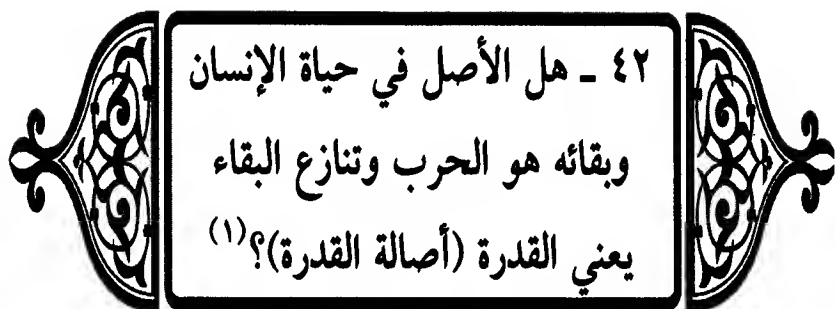 ٤٢ ـ هل الأصل في حياة الإنسان
وبقائه هو الحرب وتنازع البقاء
يعني القدرة (أصالة القدرة)؟(١)